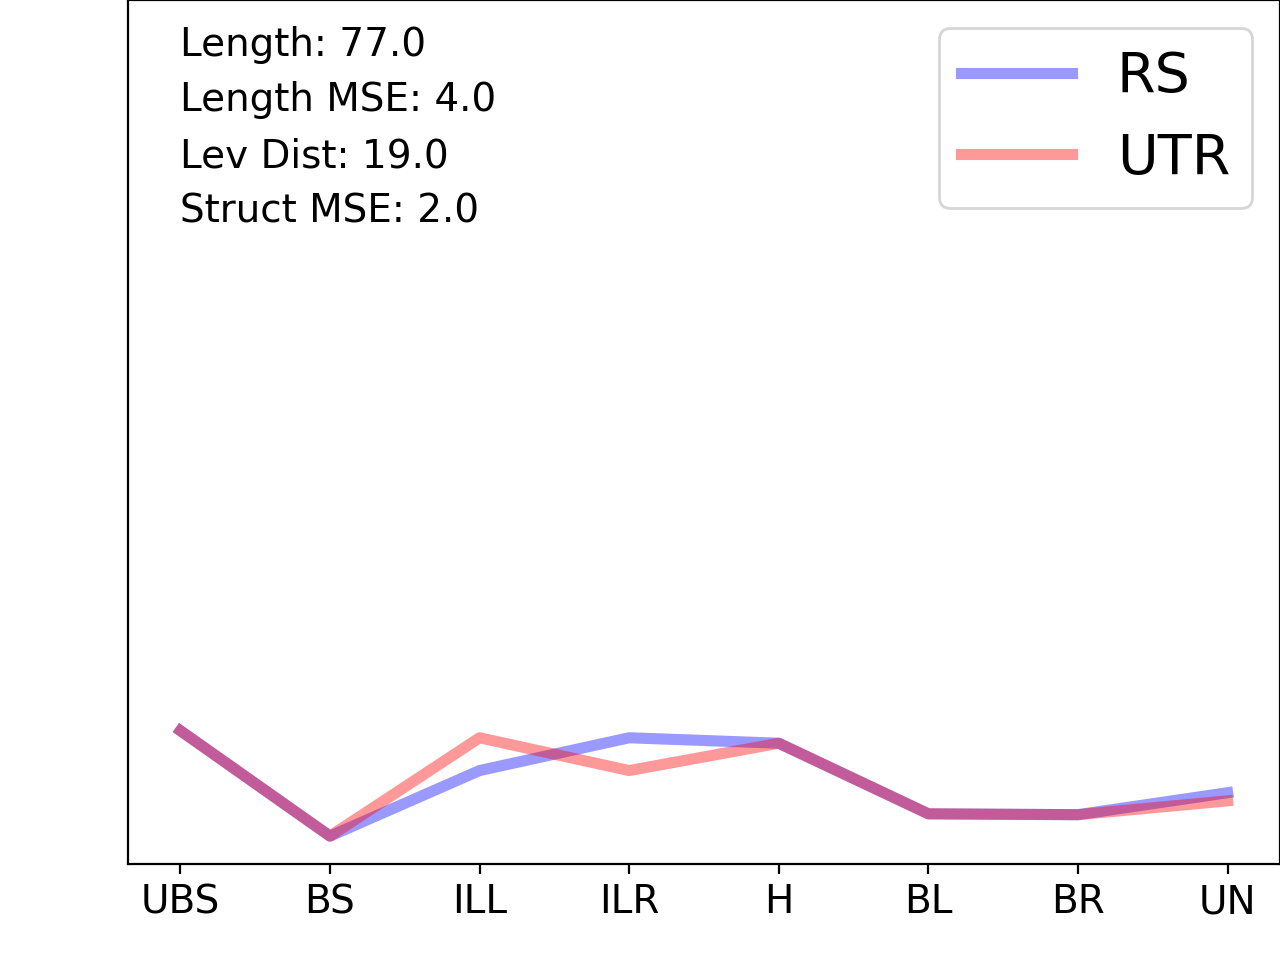 Length: 77.0
Length MSE: 4.0
Lev Dist: 19.0
Struct MSE: 2.0
RS
UTR
UBS BS ILL ILR H BL BR UN